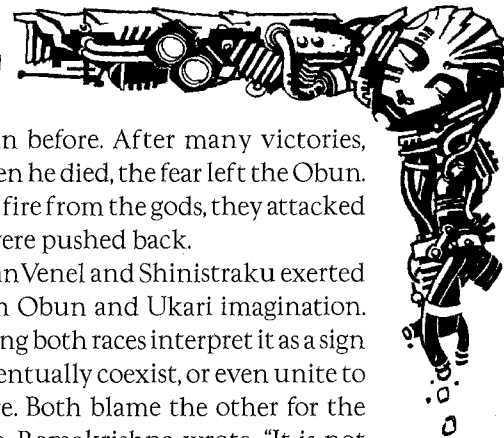 before. After many victories,
en he died, the fear left the Obun.
fire from the gods, they attacked
were pushed back.
an Venel and Shinistraku exerted
Obun and Ukari imagination.
ng both races interpret it as a sign
entually coexist, or even unite to
re. Both blame the other for the
Ramakrishna wrote, "It is not